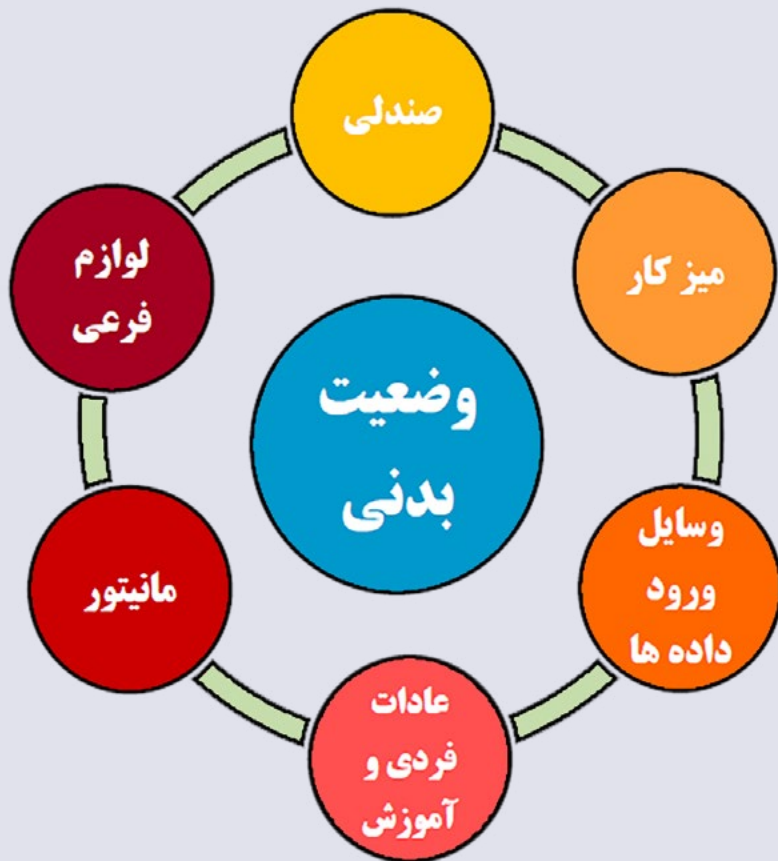 صندلی
میز کار
لوازم
فرعی
وضعیت
بدنی
وسایل
ورود
داده ها
مانیتور
عادات
فردی و
آموزش